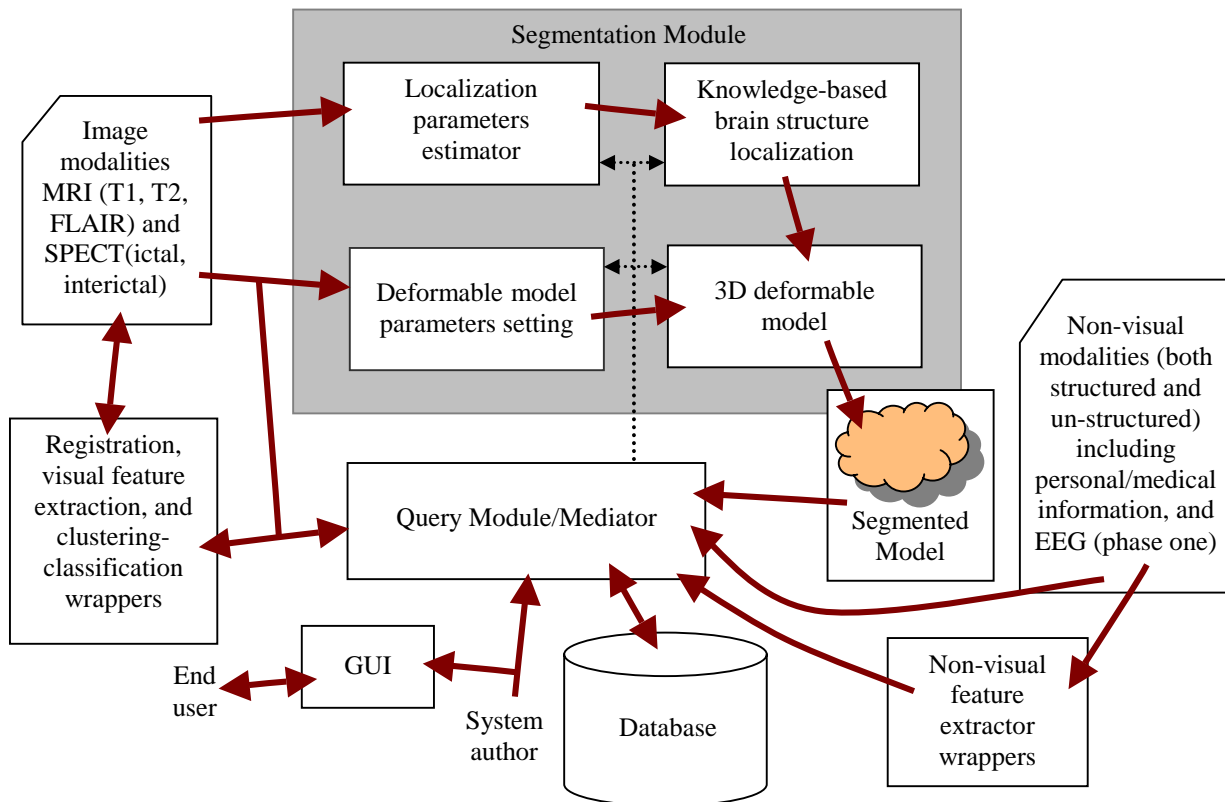 Segmentation Module
Localization
parameters
estimator
Knowledge-based
brain structure
localization
Image
modalities
MRI (T1, T2,
FLAIR) and
SPECT(ictal,
interictal)
Deformable model
parameters setting
3D deformable
model
Non-visual
modalities (both
structured and
un-structured)
including
personal/medical
information, and
EEG (phase one)
Registration,
visual feature
extraction, and
clustering-
classification
wrappers
Query Module/Mediator
Segmented
Model
End
user
GUI
System
author
Database
Non-visual
feature
extractor
wrappers